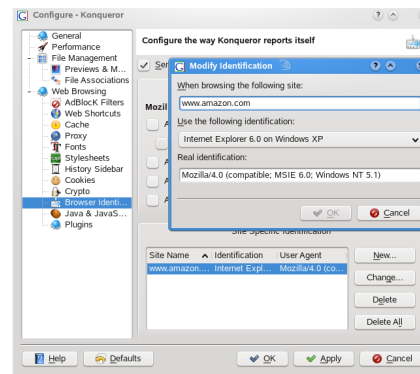 Configure - Konqueror
General
Performance
File Management
Previews & M...
File Associations
Web Browsing
AdBlocK Filters
Web Shortcuts
Cache
Proxy
Fonts
Stylesheets
History Sidebar
Cookies
Crypto
Browser Identi...
Java & JavaS...
Plugins
Configure the way Konqueror reports itself
Modify Identification
When browsing the following site:
www.amazon.com
Use the following identification:
Internet Explorer 6.0 on Windows XP
Real identification:
Mozilla/4.0 (compatible; MSIE 6.0; Windows NT 5.1)
OK
Cancel
Site Specific Identification
Site Name Identification User Agent
www.amazon.... Internet Expl... Mozilla/4.0 (co...
New...
Change...
Delete
Delete All
Help
Defaults
OK
Apply
Cancel